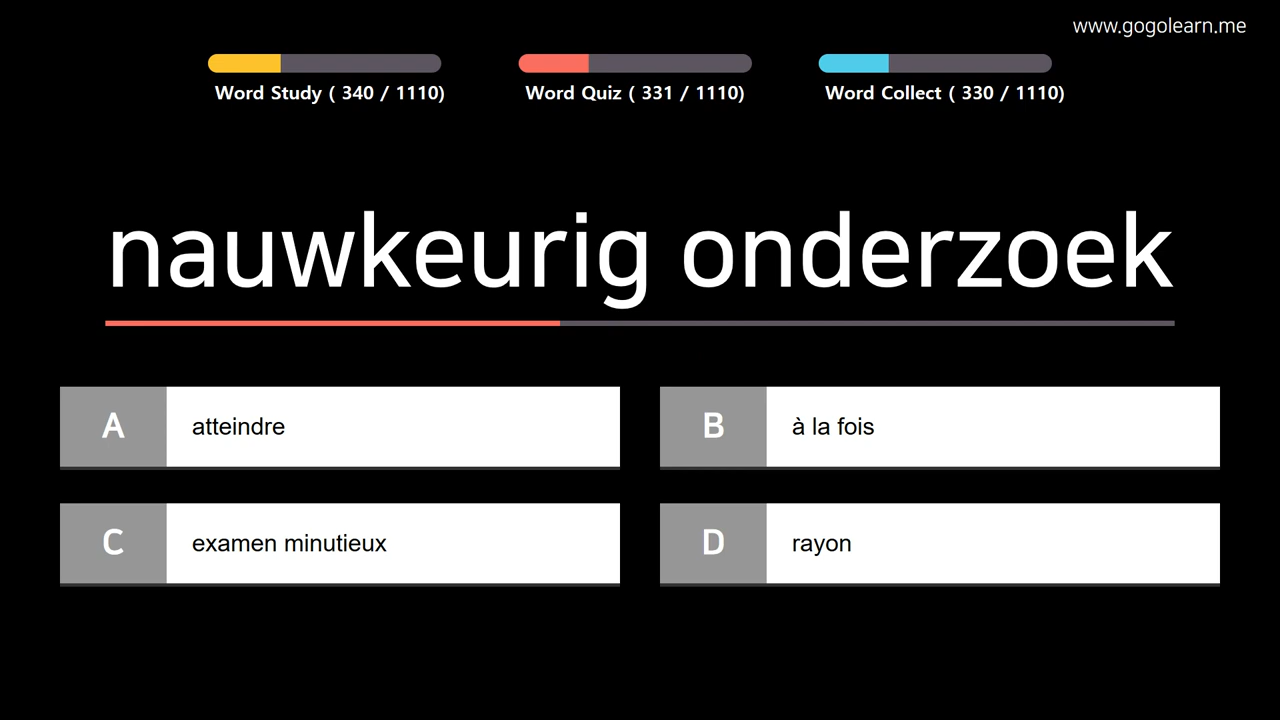 www.gogolearn.me
Word Study ( 340 / 1110)
Word Quiz ( 331 / 1110)
Word Collect ( 330 / 1110)
nauwkeurig onderzoek
A
atteindre
B
à la fois
C
examen minutieux
D
rayon